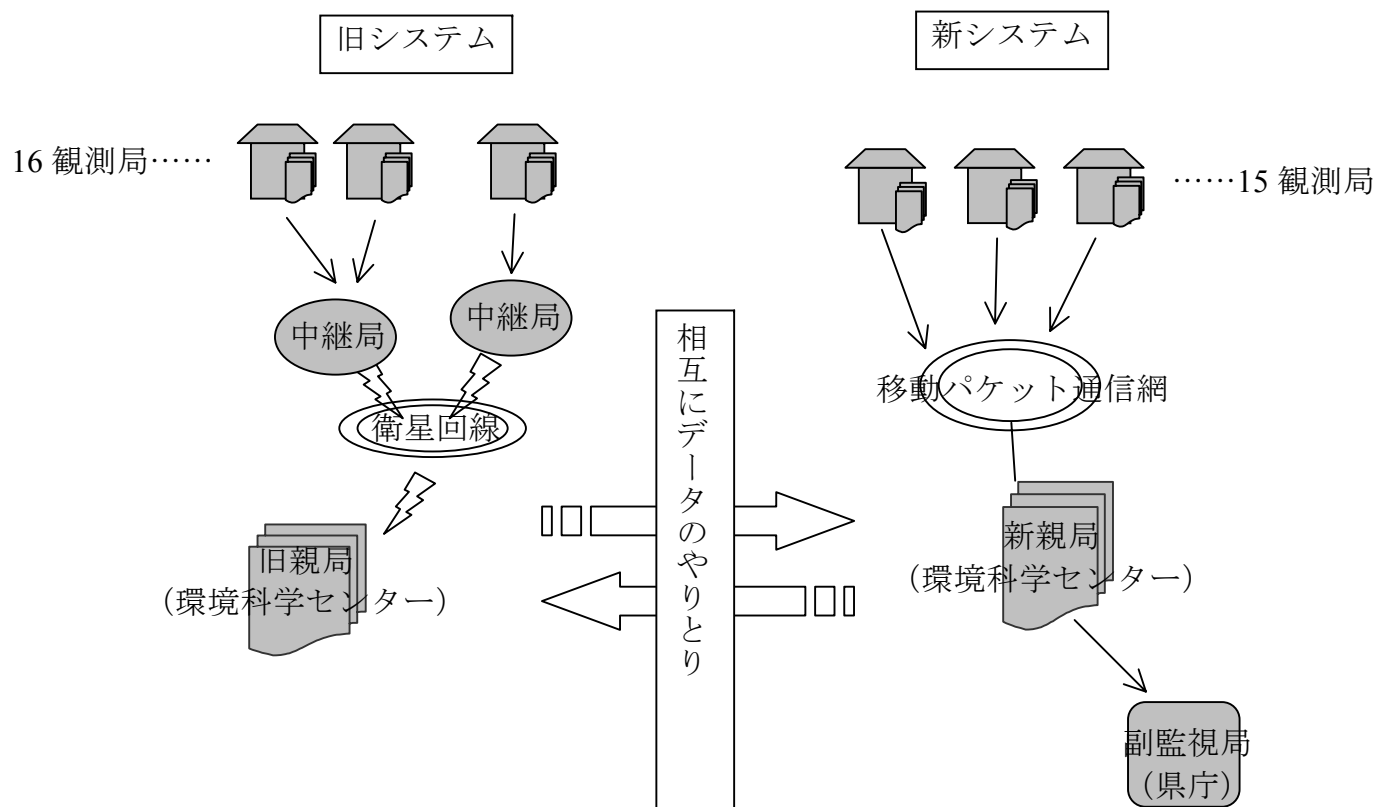 旧システム
新システム
16 観測局……
……15 観測局
中継局
中継局
衛星回線
旧親局
（環境科学センター）
相互にデータのやりとり
移動パケット通信網
新親局
（環境科学センター）
副監視局
（県庁）